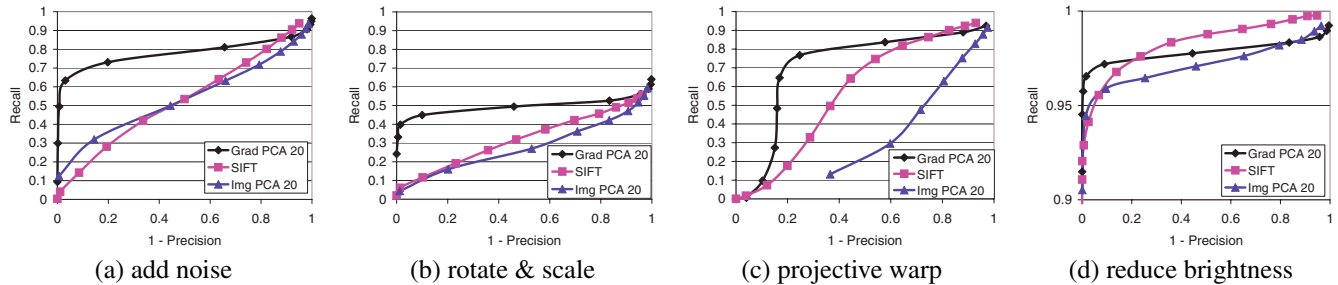 1
0.9
0.8
0.7
0.6
0.5
0.4
0.3
0.2
0.1
0
Recall
0 0.2 0.4 0.6 0.8 1
1 - Precision
Grad PCA 20
SIFT
Img PCA 20
(a) add noise
1
0.9
0.8
0.7
0.6
0.5
0.4
0.3
0.2
0.1
0
Recall
0 0.2 0.4 0.6 0.8 1
1 - Precision
Grad PCA 20
SIFT
Img PCA 20
(b) rotate & scale
1
0.9
0.8
0.7
0.6
0.5
0.4
0.3
0.2
0.1
0
Recall
0 0.2 0.4 0.6 0.8 1
1 - Precision
Grad PCA 20
SIFT
Img PCA 20
(c) projective warp
1
0.95
0.9
Recall
0 0.2 0.4 0.6 0.8 1
1 - Precision
Grad PCA 20
SIFT
Img PCA 20
(d) reduce brightness